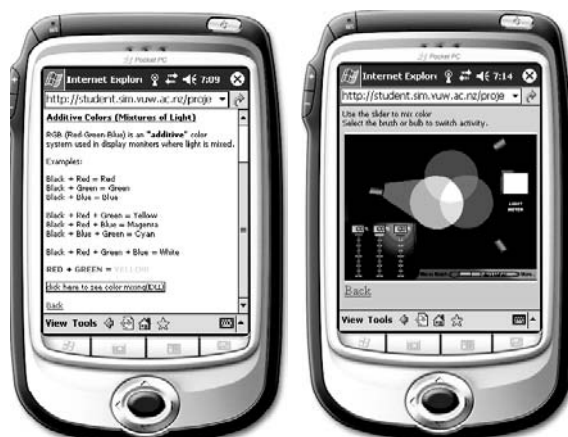 Pocket PC
Internet Explor 7:09
http://student.sim.vuw.ac.nz/proje
Additive Colors (Mixtures of Light)
RGB (Red-Green-Blue) is an "additive" color
system used in display monitors where light is mixed.
Examples:
Black + Red = Red
Black + Green = Green
Black + Blue = Blue
Black + Red + Green = Yellow
Black + Red + Blue = Magenta
Black + Blue + Green = Cyan
Black + Red + Green + Blue = White
RED + GREEN = YELLOW
click here to see color mixing
Back
View Tools
Pocket PC
Internet Explor 7:14
http://student.sim.vuw.ac.nz/proje
Use the slider to mix color
Select the brush or bulb to switch activity.
LIGHT
METER
Back
View Tools